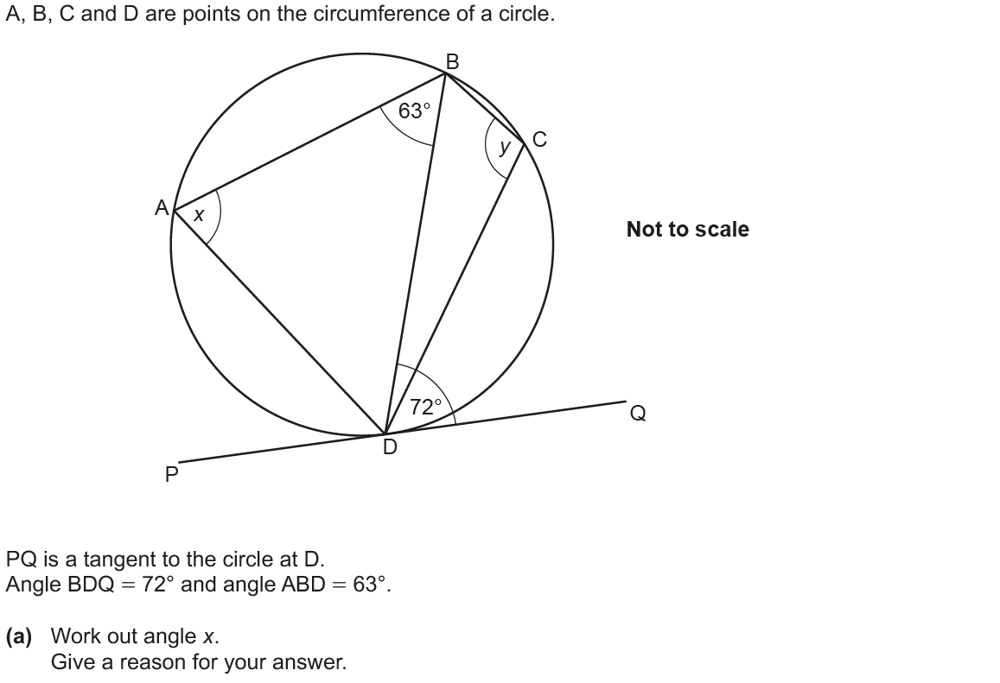 A, B, C and D are points on the circumference of a circle.
B
63°
C
y
A
x
Not to scale
72°
Q
D
P
PQ is a tangent to the circle at D.
Angle BDQ = 72° and angle ABD = 63°.
(a) Work out angle x.
Give a reason for your answer.